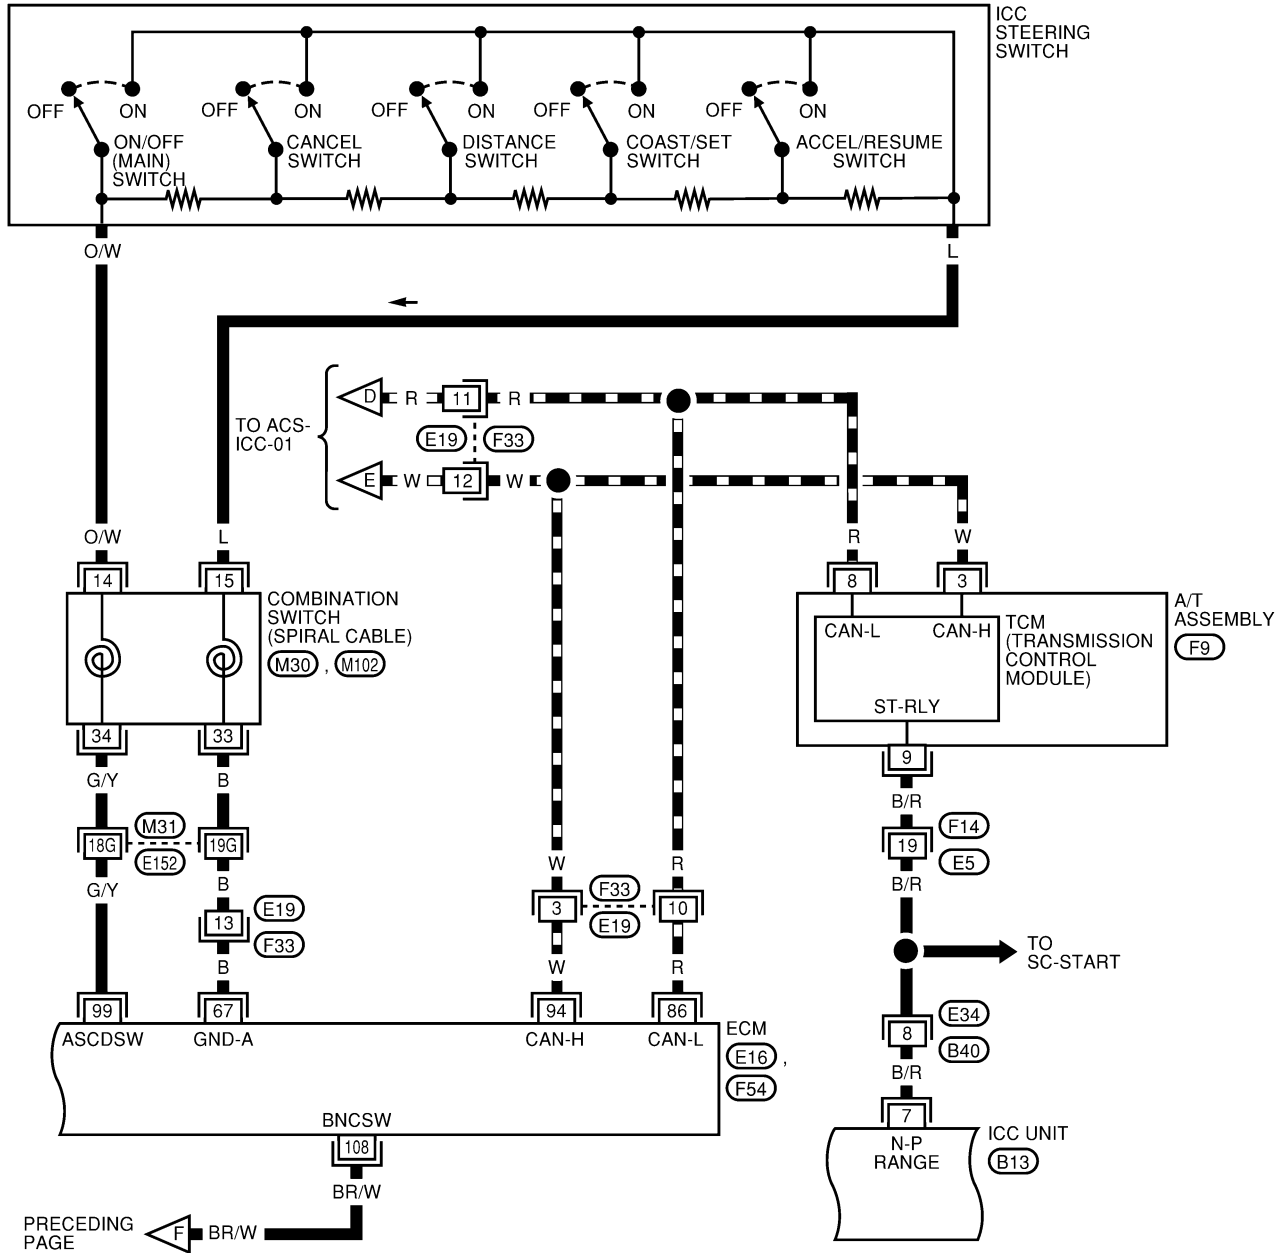 ICC
STEERING
SWITCH
OFF ON
OFF ON
OFF ON
OFF ON
OFF ON
ON/OFF
(MAIN)
SWITCH
CANCEL
SWITCH
DISTANCE
SWITCH
COAST/SET
SWITCH
ACCEL/RESUME
SWITCH
O/W
L
TO ACS-
ICC-01
D R 11 R
E19 F33
E W 12 W
O/W L R W
14 15 8 3
COMBINATION
SWITCH
(SPIRAL CABLE)
M30 , M102
CAN-L CAN-H
TCM
(TRANSMISSION
CONTROL
MODULE)
A/T
ASSEMBLY
F9
ST-RLY
34 33
9
G/Y B
B/R
18G
M31
E152
19G
19
F14
E5
G/Y B
W R
B/R
13
E19
F33
3
F33
E19
10
B
W R
TO
SC-START
99 67 94 86
ASCDSW GND-A CAN-H CAN-L
ECM
E16 ,
F54
8
E34
B40
B/R
BNCSW
108
7
N-P
RANGE
ICC UNIT
B13
BR/W
PRECEDING
PAGE
F BR/W